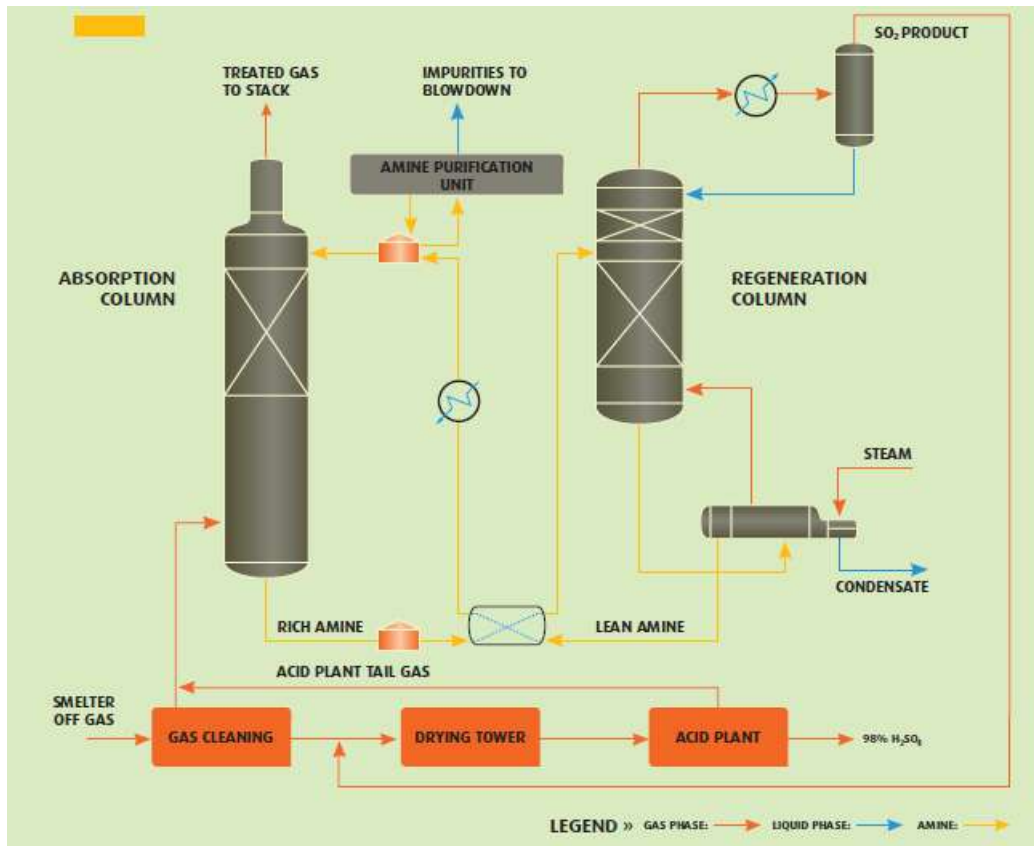 SO₂ PRODUCT
TREATED GAS
TO STACK
IMPURITIES TO
BLOWDOWN
AMINE PURIFICATION
UNIT
ABSORPTION
COLUMN
REGENERATION
COLUMN
STEAM
CONDENSATE
RICH AMINE
LEAN AMINE
ACID PLANT TAIL GAS
SMELTER
OFF GAS
GAS CLEANING
DRYING TOWER
ACID PLANT
98% H₂SO₈
LEGEND » GAS PHASE: LIQUID PHASE: AMINE: